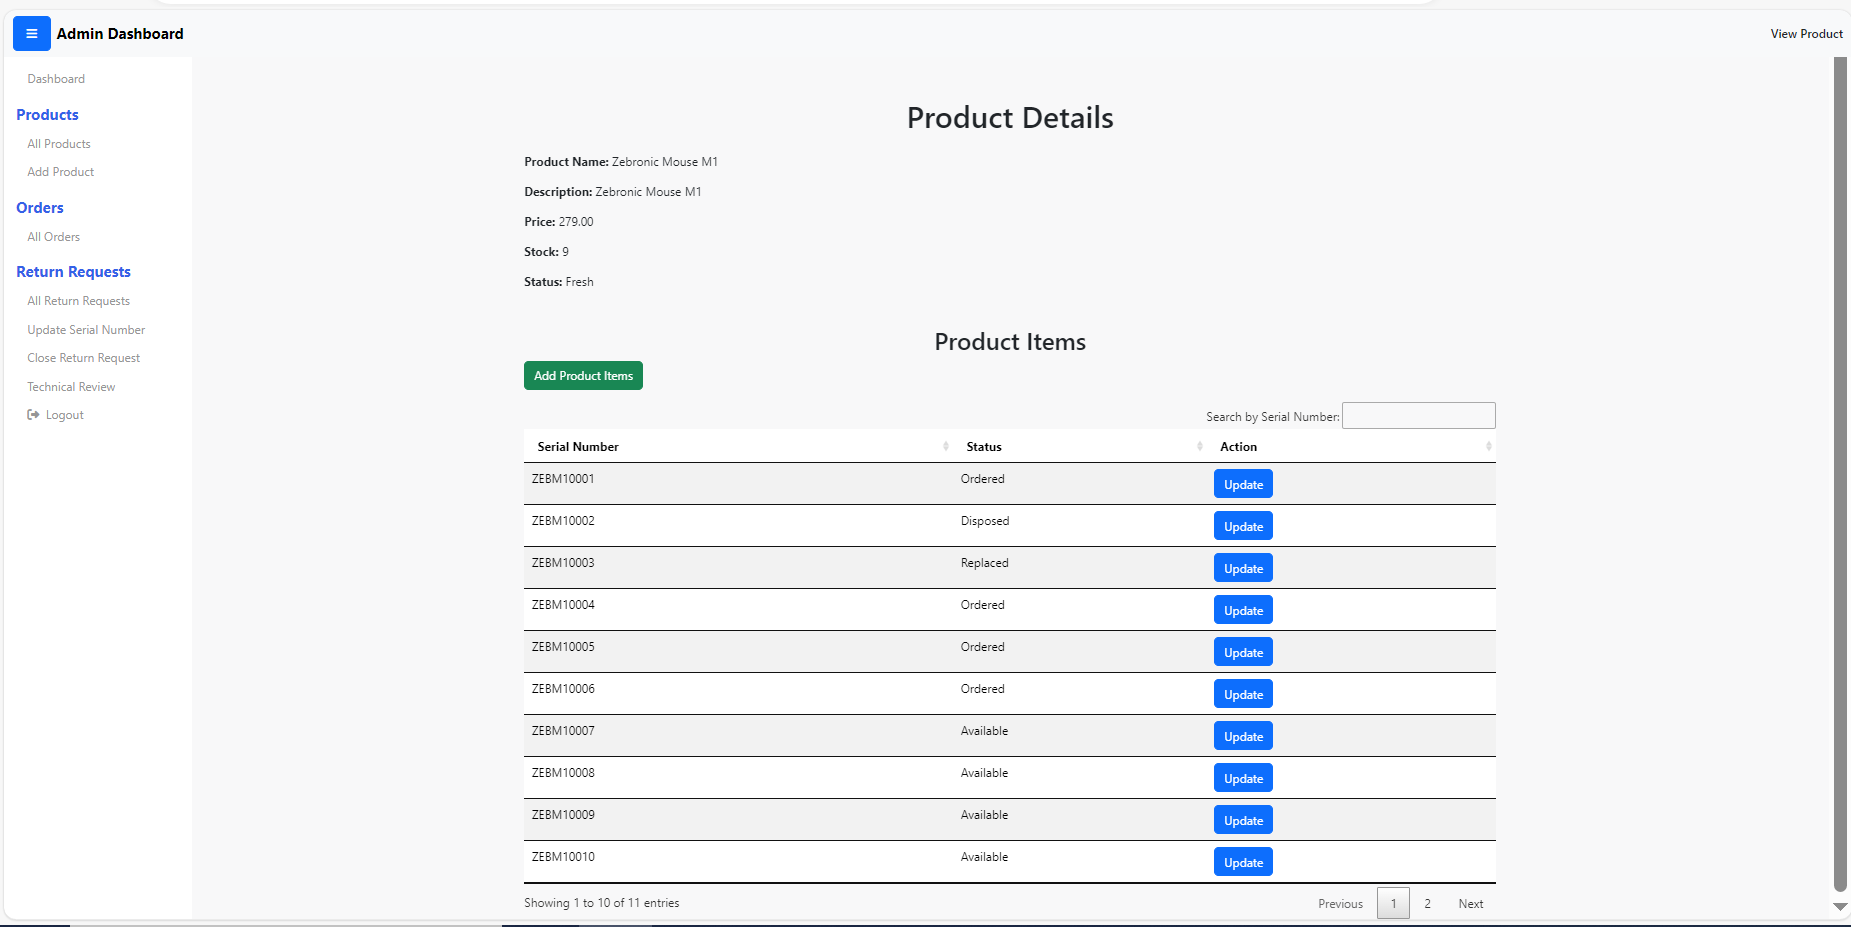 Admin Dashboard
View Product
Dashboard
Products
All Products
Add Product
Orders
All Orders
Return Requests
All Return Requests
Update Serial Number
Close Return Request
Technical Review
Logout
Product Details
Product Name: Zebronic Mouse M1
Description: Zebronic Mouse M1
Price: 279.00
Stock: 9
Status: Fresh
Product Items
Add Product Items
Search by Serial Number:
Serial Number Status Action
ZEBM10001 Ordered Update
ZEBM10002 Disposed Update
ZEBM10003 Replaced Update
ZEBM10004 Ordered Update
ZEBM10005 Ordered Update
ZEBM10006 Ordered Update
ZEBM10007 Available Update
ZEBM10008 Available Update
ZEBM10009 Available Update
ZEBM10010 Available Update
Showing 1 to 10 of 11 entries
Previous 1 2 Next